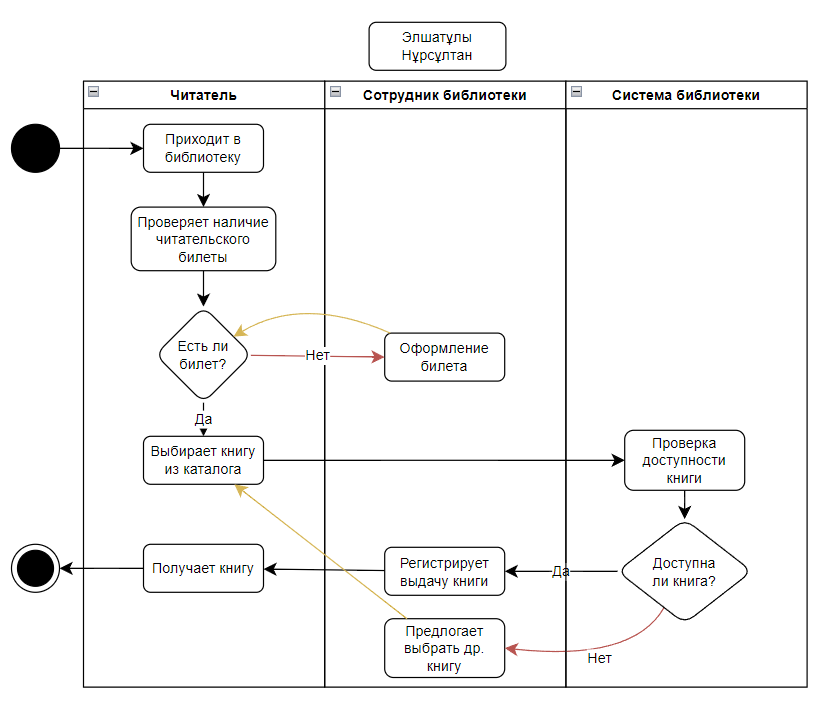 Элшатұлы
Нұрсұлтан
Читатель
Сотрудник библиотеки
Система библиотеки
Приходит в
библиотеку
Проверяет наличие
читательского
билеты
Есть ли
билет?
Нет
Оформление
билета
Да
Выбирает книгу
из каталога
Проверка
доступности
книги
Получает книгу
Регистрирует
выдачу книги
Да
Доступна
ли книга?
Предлогает
выбрать др.
книгу
Нет